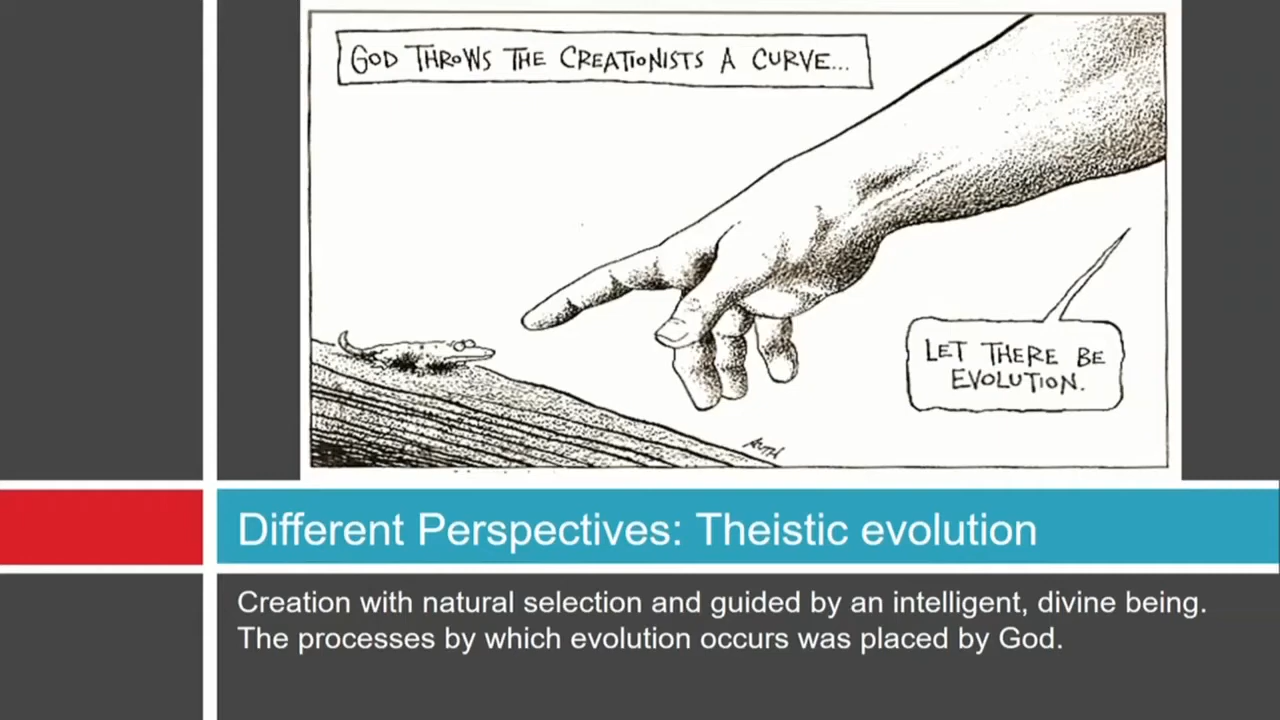 GOD THROWS THE CREATIONISTS A CURVE...
LET THERE BE
EVOLUTION.
AUTH
Different Perspectives: Theistic evolution
Creation with natural selection and guided by an intelligent, divine being.
The processes by which evolution occurs was placed by God.